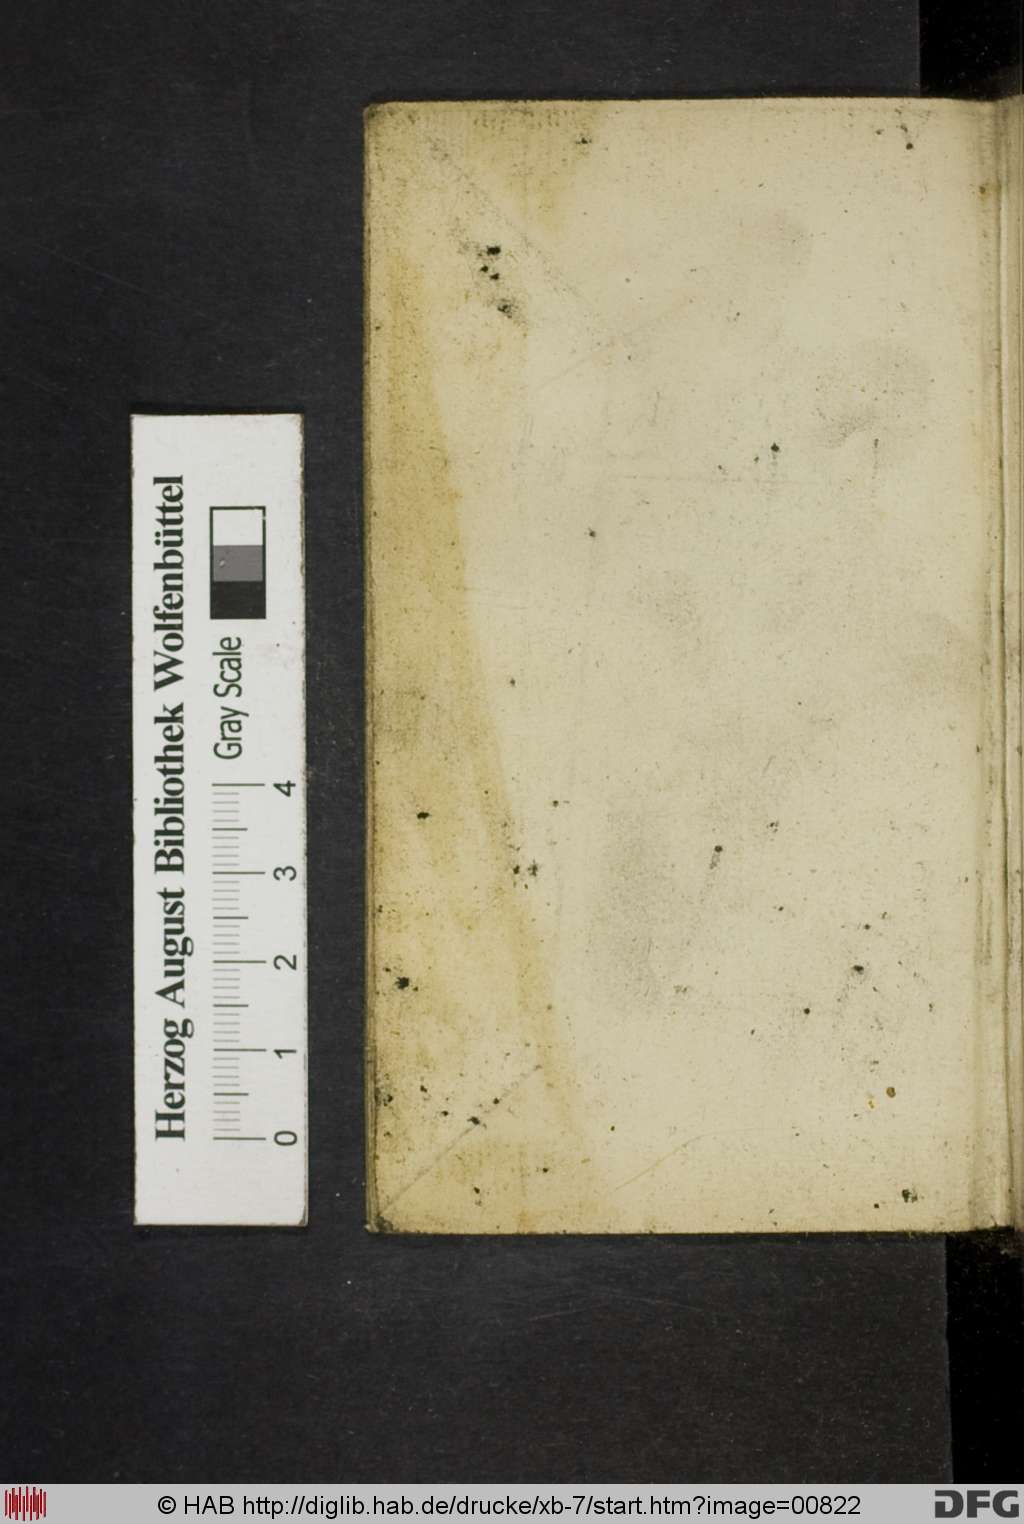 Herzog August Bibliothek Wolfenbüttel
Gray Scale
0 1 2 3 4
© HAB http://diglib.hab.de/drucke/xb-7/start.htm?image=00822
DFG